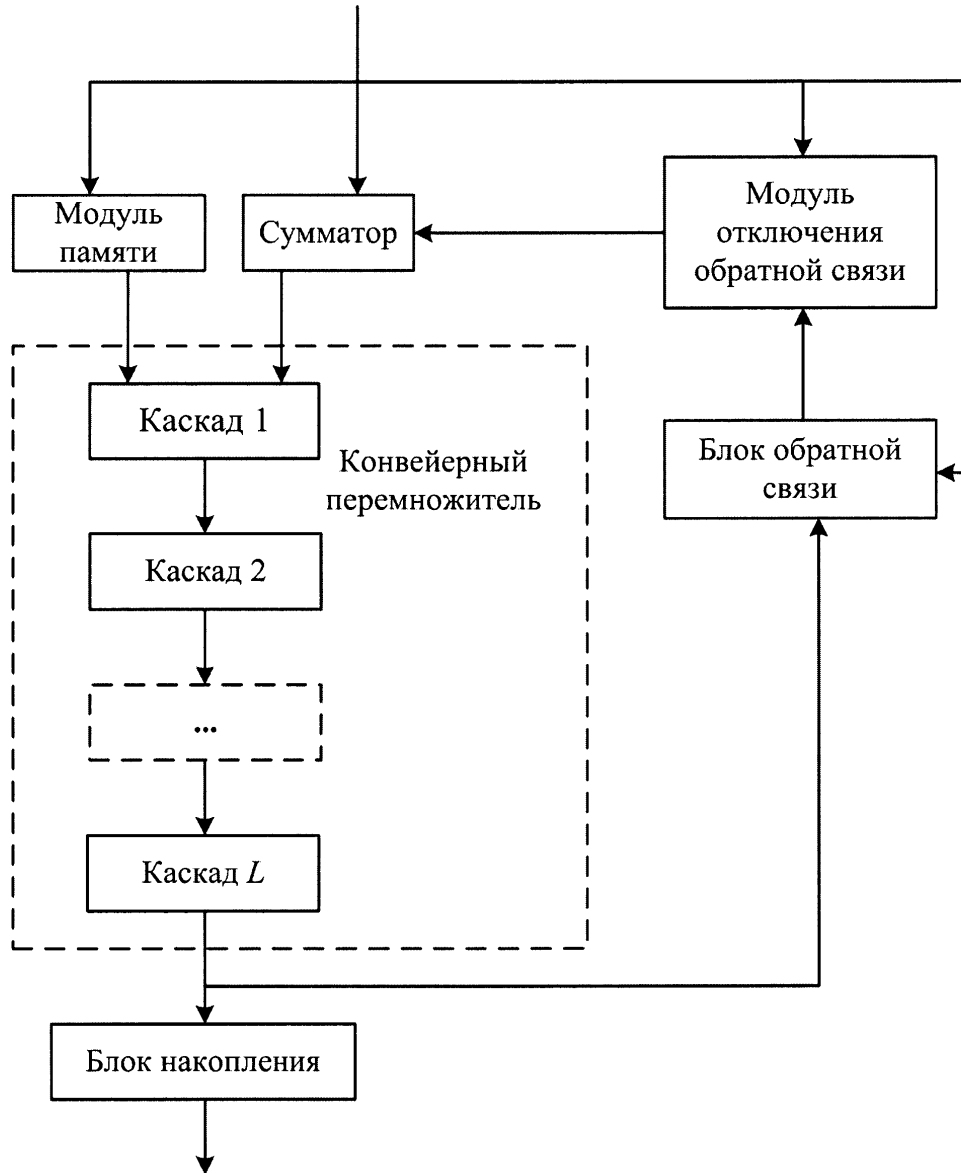 Модуль
памяти
Сумматор
Модуль
отключения
обратной связи
Каскад 1
Конвейерный
перемножитель
Блок обратной
связи
Каскад 2
...
Каскад L
Блок накопления